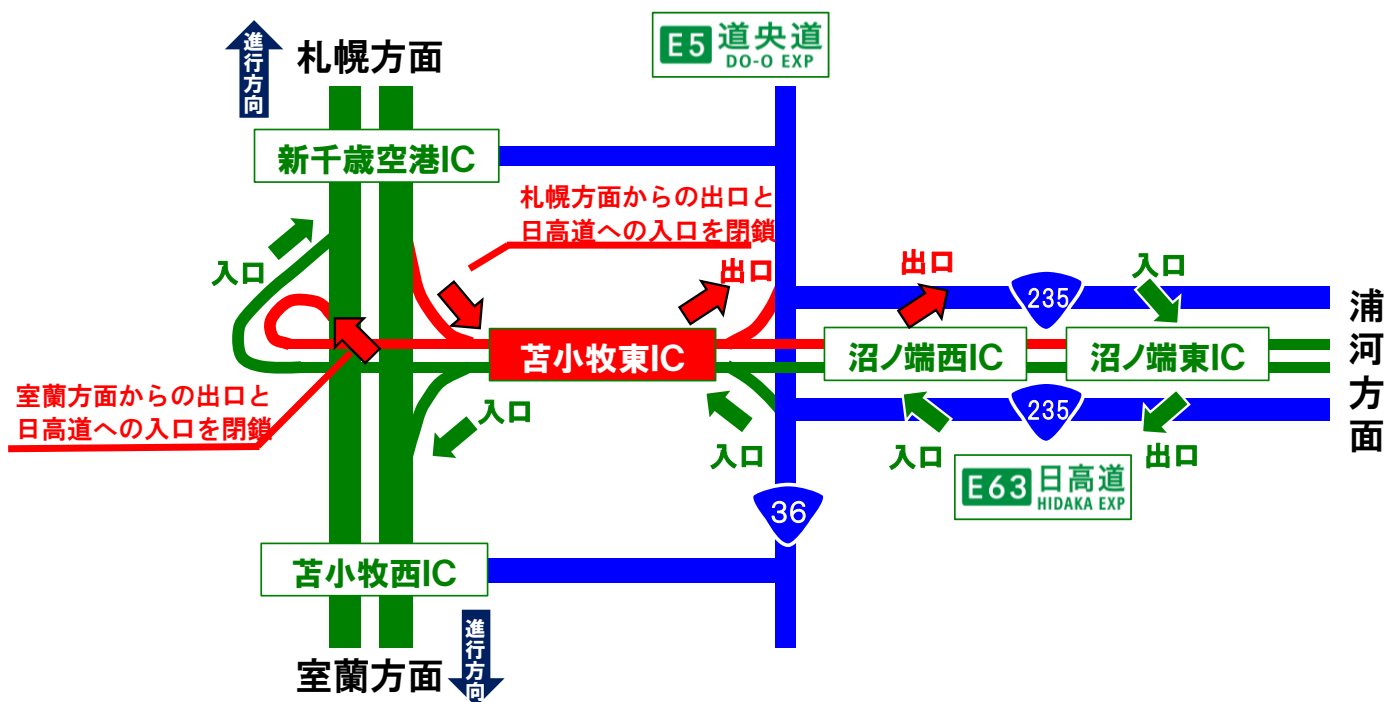 進行方向
札幌方面
E5 道央道
DO-O EXP
新千歳空港IC
札幌方面からの出口と
日高道への入口を閉鎖
入口
出口
出口
入口
235
浦河方面
苫小牧東IC
沼ノ端西IC
沼ノ端東IC
室蘭方面からの出口と
日高道への入口を閉鎖
入口
入口
入口
235
出口
E63 日高道
HIDAKA EXP
36
苫小牧西IC
室蘭方面
進行方向